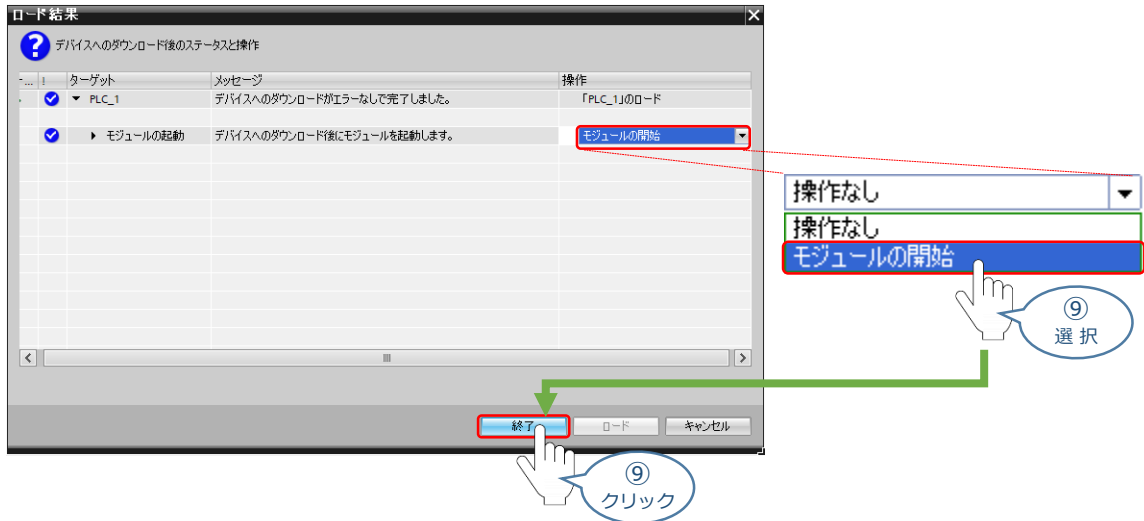 ロード結果
デバイスへのダウンロード後のステータスと操作
! ターゲット メッセージ 操作
▼ PLC_1 デバイスへのダウンロードがエラーなしで完了しました。 「PLC_1」のロード
▶ モジュールの起動 デバイスへのダウンロード後にモジュールを起動します。 モジュールの開始
操作なし
操作なし
モジュールの開始
⑨
選 択
終了 ロード キャンセル
⑨
クリック